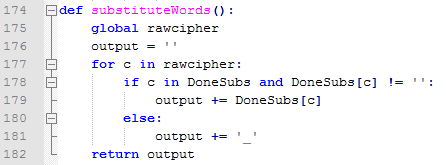 174 def substituteWords():
175     global rawcipher
176     output = ''
177     for c in rawcipher:
178         if c in DoneSubs and DoneSubs[c] != '':
179             output += DoneSubs[c]
180         else:
181             output += '_'
182     return output